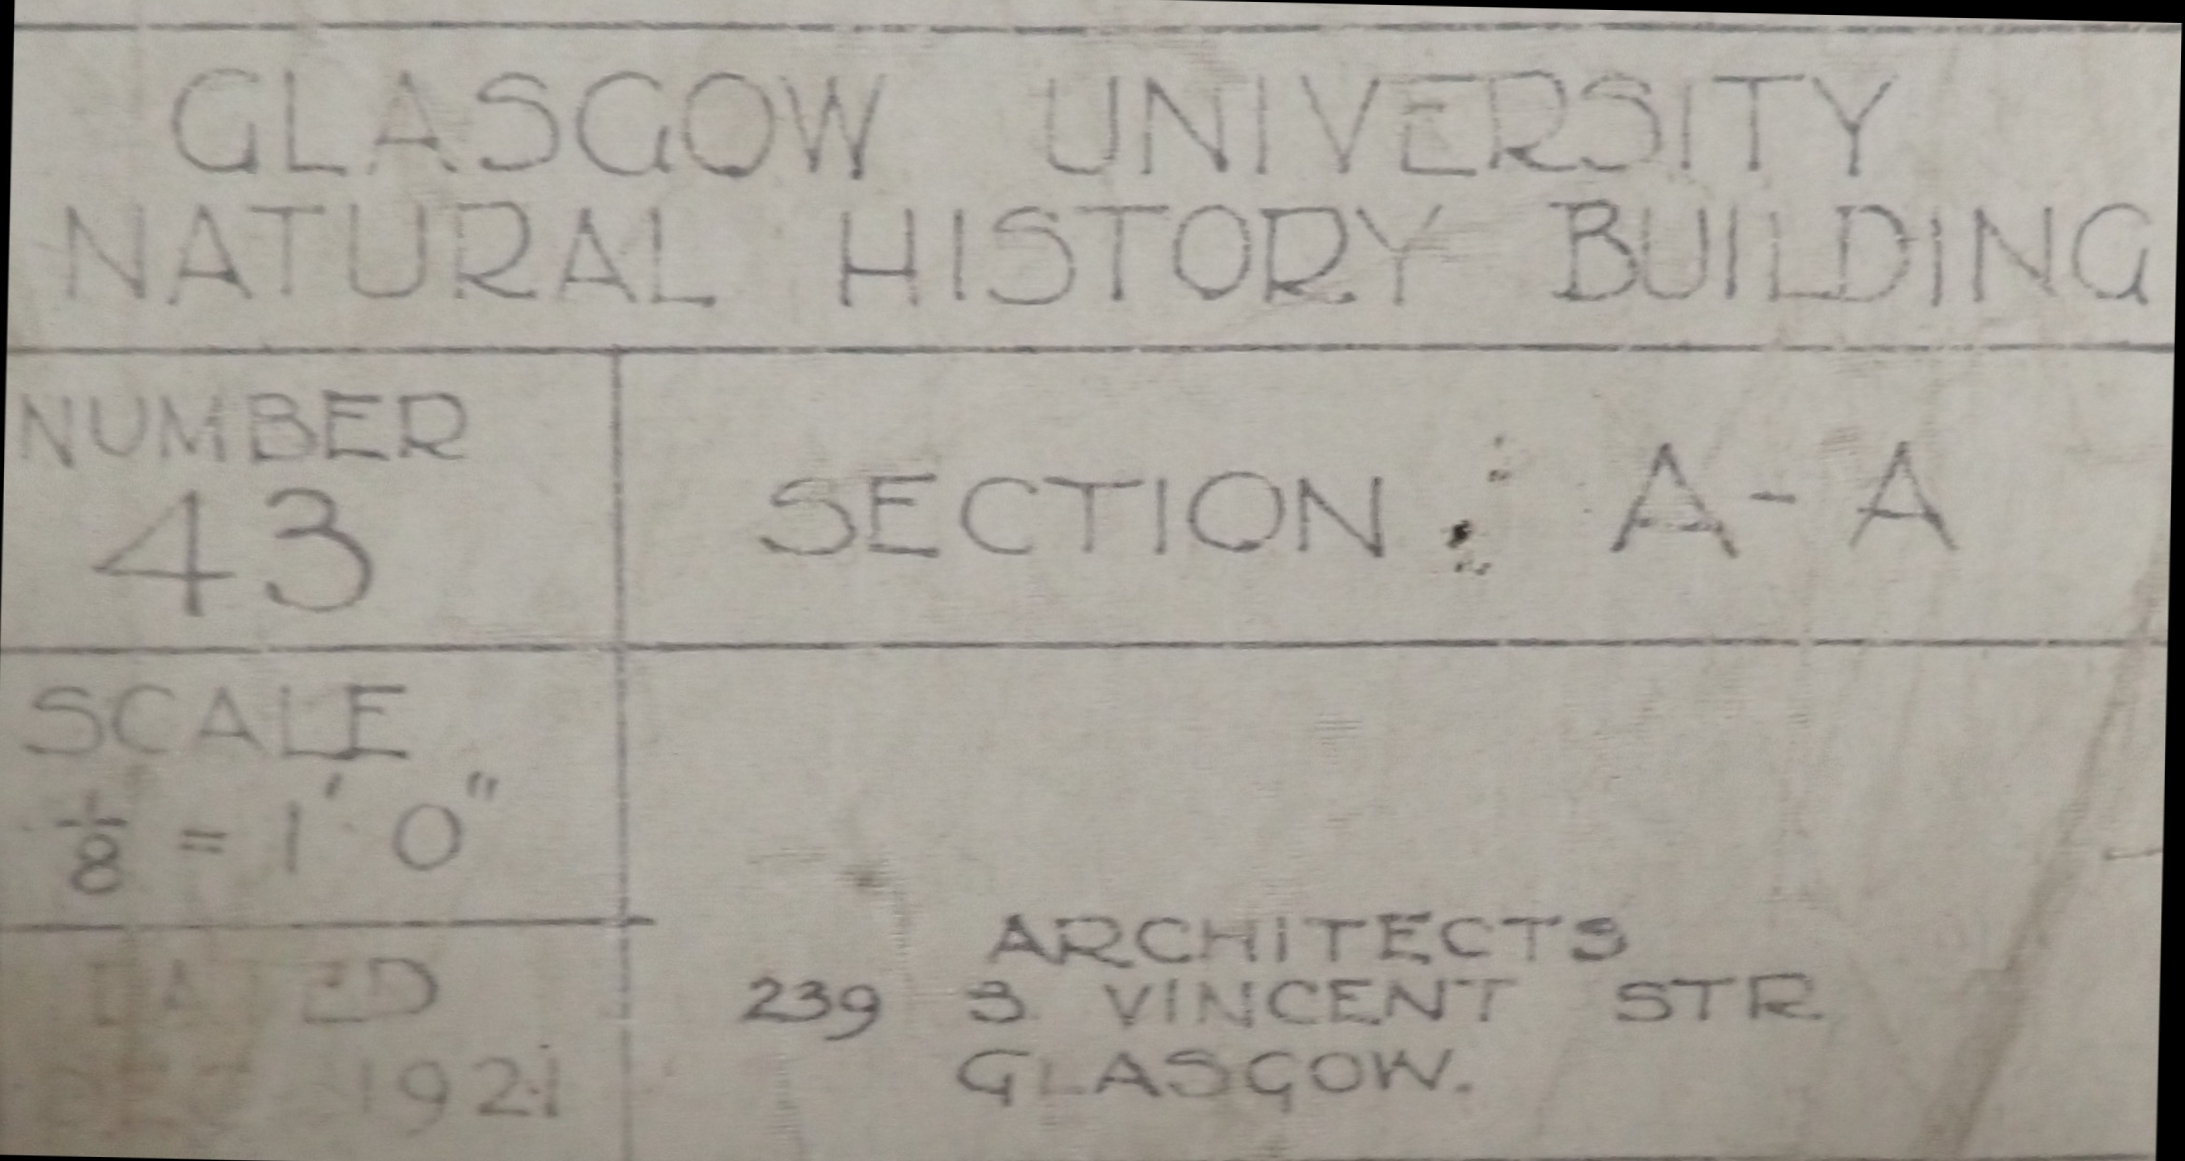 GLASGOW UNIVERSITY
NATURAL HISTORY BUILDING
NUMBER
43
SECTION : A-A
SCALE
1/8 = 1' 0"
DATED
1921
ARCHITECTS
239 S VINCENT STR
GLASGOW.